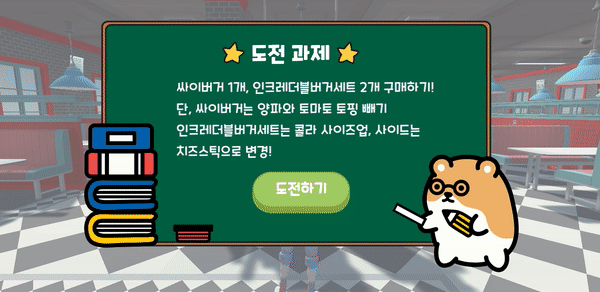 도전 과제
싸이버거 1개, 인크레더블버거세트 2개 구매하기!
단, 싸이버거는 양파와 토마토 토핑 빼기
인크레더블버거세트는 콜라 사이즈업, 사이드는
치즈스틱으로 변경!
도전하기